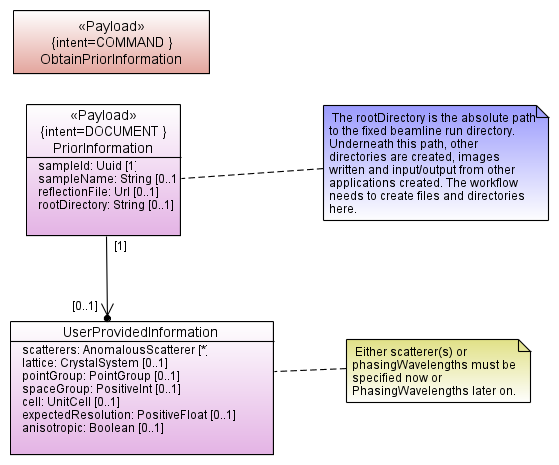 «Payload»
{intent=COMMAND }
ObtainPriorInformation
«Payload»
{intent=DOCUMENT }
PriorInformation
sampleId: Uuid [1]
sampleName: String [0..1
reflectionFile: Url [0..1]
rootDirectory: String [0..1]
The rootDirectory is the absolute path
to the fixed beamline run directory.
Underneath this path, other
directories are created, images
written and input/output from other
applications created. The workflow
needs to create files and directories
here.
[1]
[0..1]
UserProvidedInformation
scatterers: AnomalousScatterer [*
lattice: CrystalSystem [0..1]
pointGroup: PointGroup [0..1]
spaceGroup: PositiveInt [0..1]
cell: UnitCell [0..1]
expectedResolution: PositiveFloat [0..1]
anisotropic: Boolean [0..1]
Either scatterer(s) or
phasingWavelengths must be
specified now or
PhasingWavelengths later on.